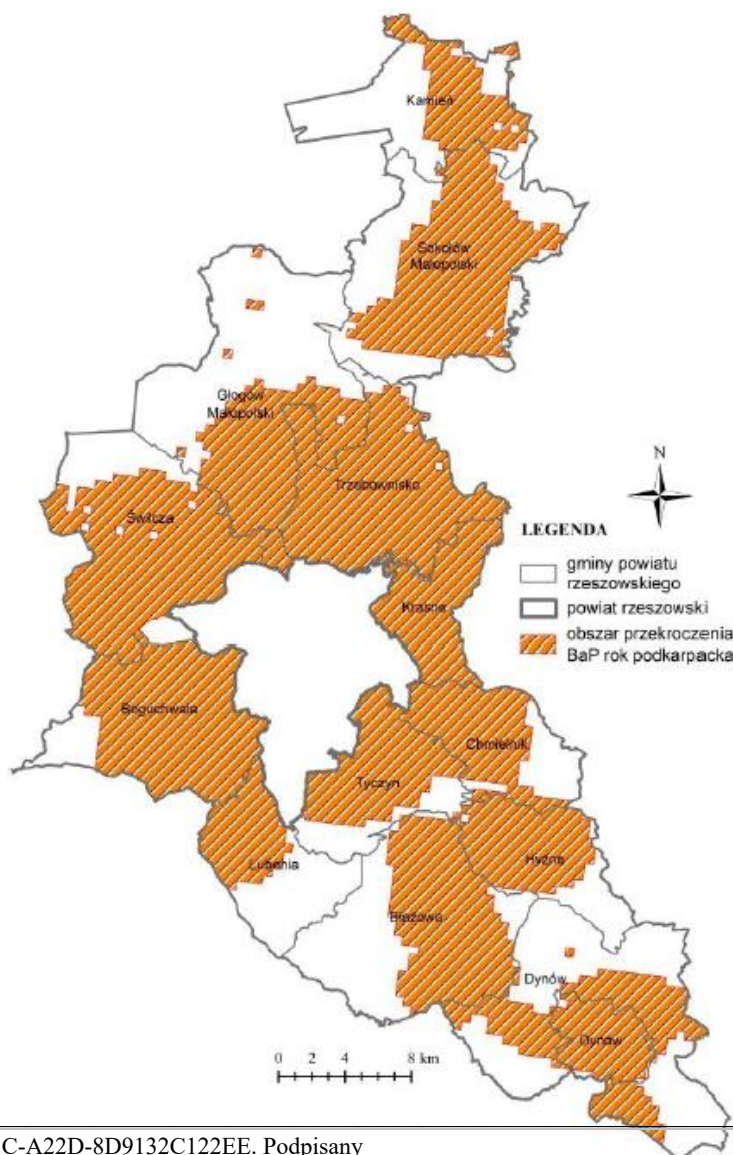 Kamień
Sokołów
Małopolski
Głogów
Małopolski
Trzebownisko
Świlcza
N
LEGENDA
gminy powiatu
rzeszowskiego
powiat rzeszowski
obszar przekroczenia
BaP rok podkarpacka
Krasne
Boguchwała
Chmielnik
Tyczyn
Lubenia
Hyżne
Błażowa
Dynów
Dynów
0 2 4 8 km
C-A22D-8D9132C122EE. Podpisany